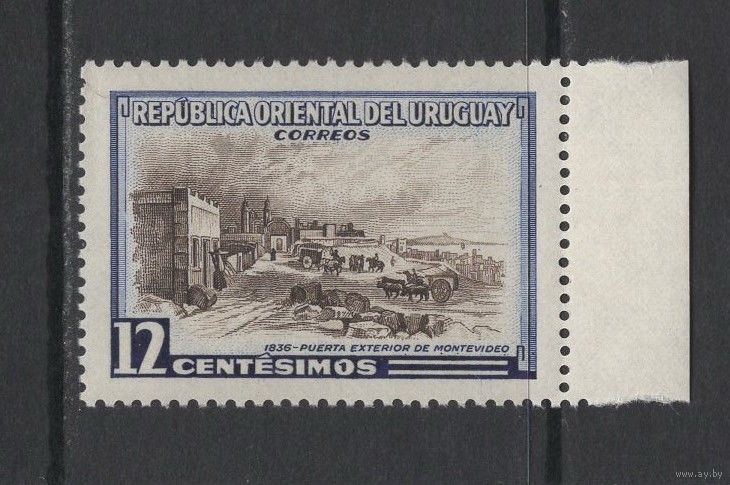 REPÚBLICA ORIENTAL DEL URUGUAY
CORREOS
1836-PUERTA EXTERIOR DE MONTEVIDEO
12 CENTÉSIMOS
www.ay.by